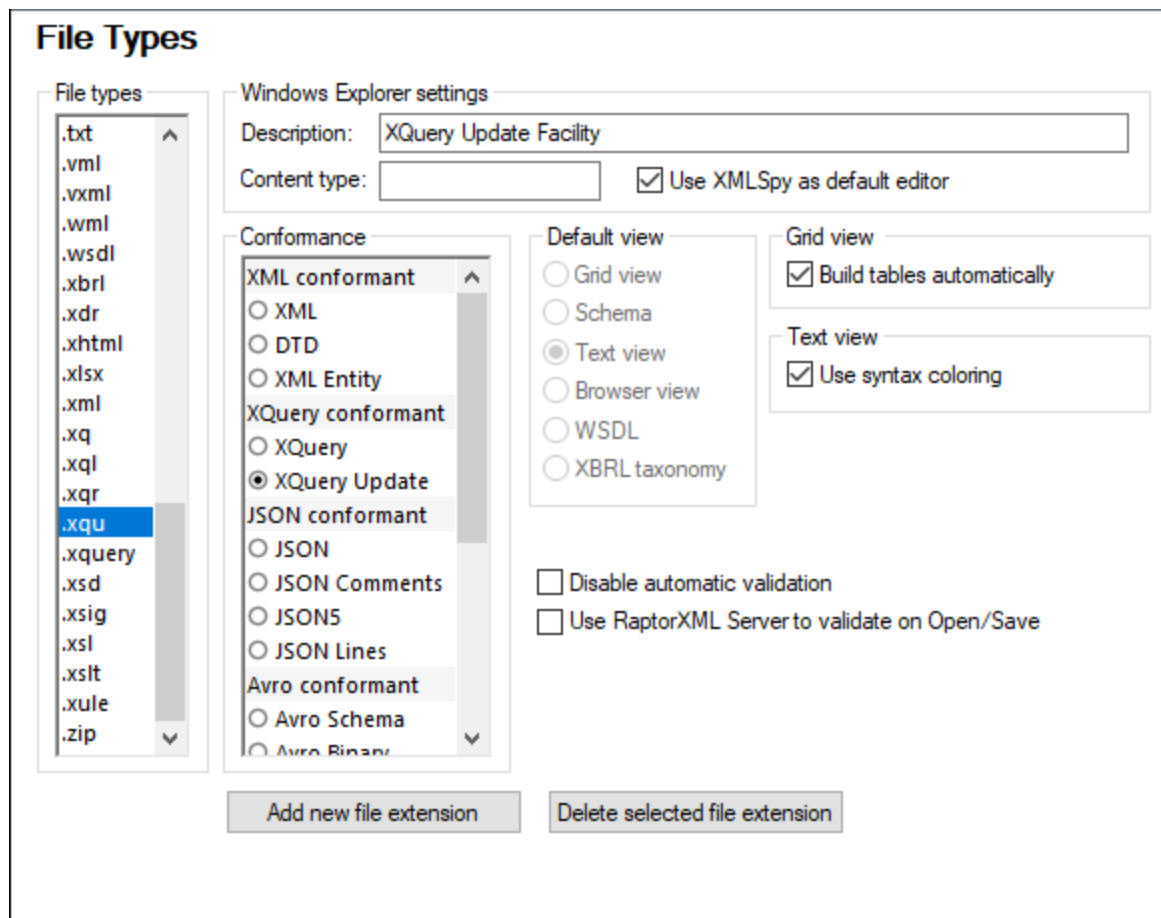 File Types
File types
.txt
.vml
.vxml
.wml
.wsdl
.xbrl
.xdr
.xhtml
.xlsx
.xml
.xq
.xql
.xqr
.xqu
.xquery
.xsd
.xsig
.xsl
.xslt
.xule
.zip
Windows Explorer settings
Description: XQuery Update Facility
Content type:
Use XMLSpy as default editor
Conformance
XML conformant
XML
DTD
XML Entity
XQuery conformant
XQuery
XQuery Update
JSON conformant
JSON
JSON Comments
JSON5
JSON Lines
Avro conformant
Avro Schema
Avro Binary
Default view
Grid view
Schema
Text view
Browser view
WSDL
XBRL taxonomy
Grid view
Build tables automatically
Text view
Use syntax coloring
Disable automatic validation
Use RaptorXML Server to validate on Open/Save
Add new file extension
Delete selected file extension